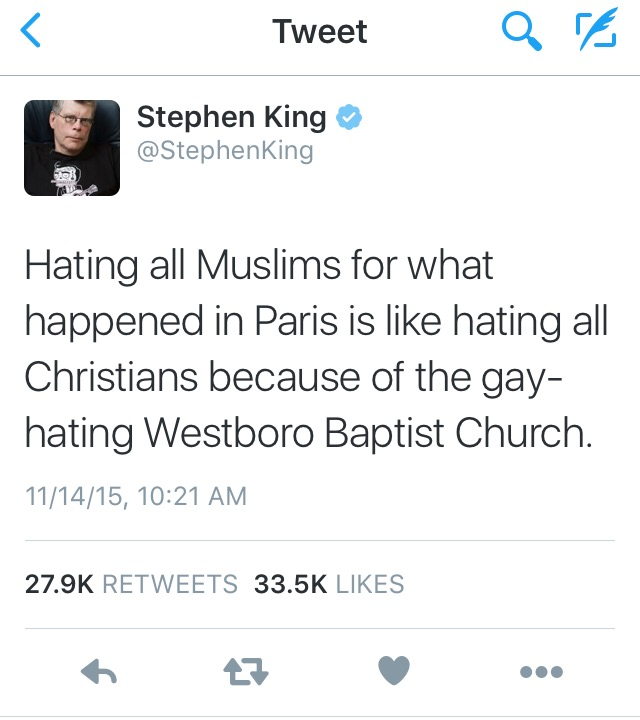 Tweet
Stephen King
@StephenKing
Hating all Muslims for what
happened in Paris is like hating all
Christians because of the gay-
hating Westboro Baptist Church.
11/14/15, 10:21 AM
27.9K RETWEETS 33.5K LIKES